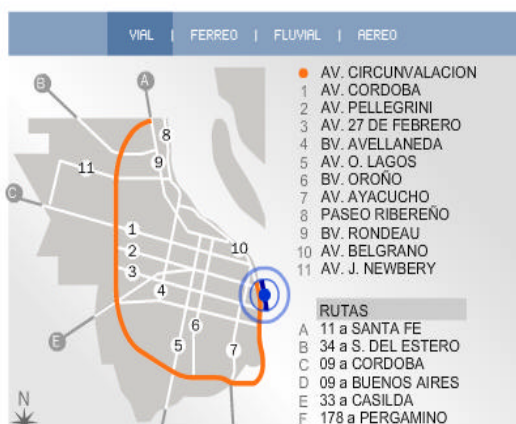 VIAL | FERREO | FLUVIAL | AEREO
AV. CIRCUNVALACION
1 AV. CORDOBA
2 AV. PELLEGRINI
3 AV. 27 DE FEBRERO
4 BV. AVELLANEDA
5 AV. O. LAGOS
6 BV. OROÑO
7 AV. AYACUCHO
8 PASEO RIBEREÑO
9 BV. RONDEAU
10 AV. BELGRANO
11 AV. J. NEWBERY
RUTAS
A 11 a SANTA FE
B 34 a S. DEL ESTERO
C 09 a CORDOBA
D 09 a BUENOS AIRES
E 33 a CASILDA
F 178 a PERGAMINO
B
A
8
11
9
C
1
10
2
3
4
E
6
5
7
N